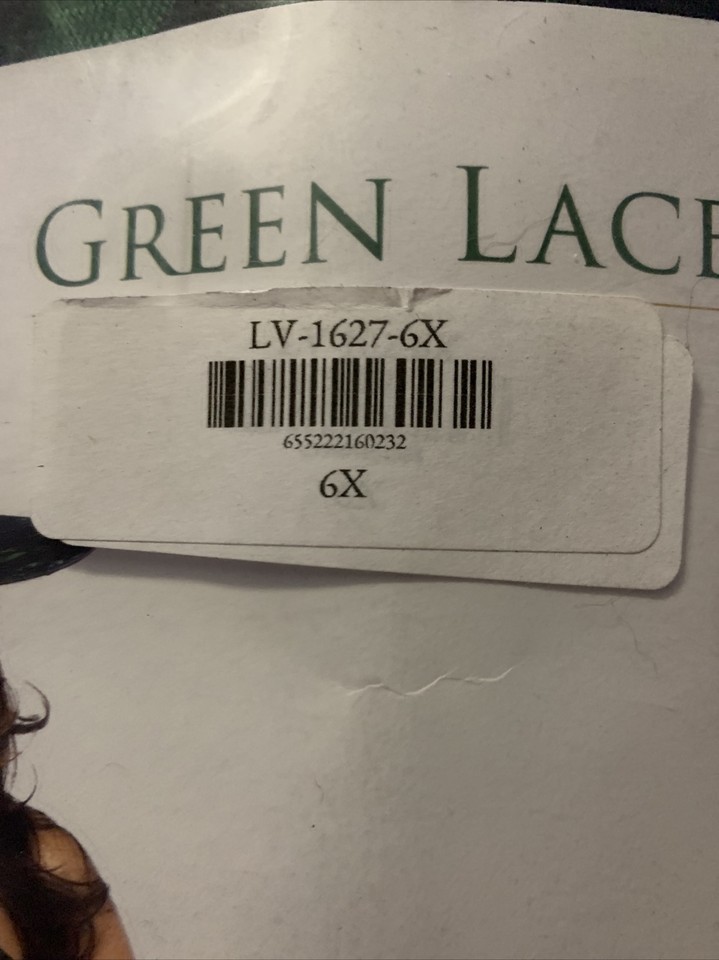 GREEN LACE
LV-1627-6X
655222160232
6X